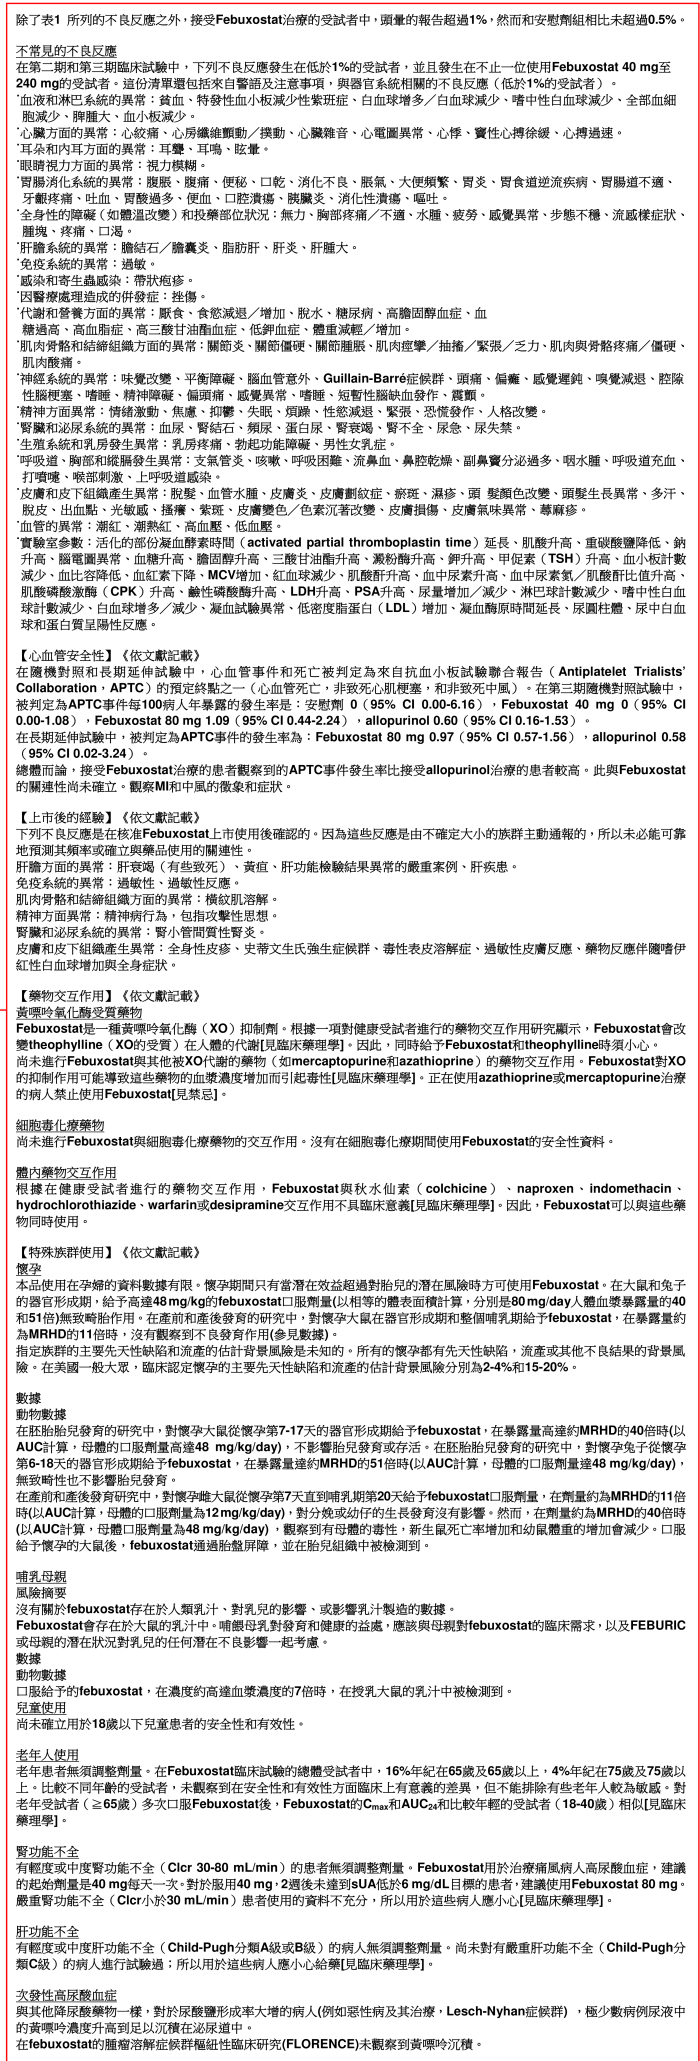 除了表1 所列的不良反應之外，接受Febuxostat治療的受試者中，頭暈的報告超過1%，然而和安慰劑組相比未超過0.5%。
不常見的不良反應
在第二期和第三期臨床試驗中，下列不良反應發生在低於1%的受試者，並且發生在不止一位使用Febuxostat 40 mg至
240 mg的受試者。這份清單還包括來自警語及注意事項，與器官系統相關的不良反應（低於1%的受試者）。
˙血液和淋巴系統的異常：貧血、特發性血小板減少性紫斑症、白血球增多／白血球減少、嗜中性白血球減少、全部血細
胞減少、脾腫大、血小板減少。
˙心臟方面的異常：心絞痛、心房纖維顫動／撲動、心臟雜音、心電圖異常、心悸、竇性心搏徐緩、心搏過速。
˙耳朵和內耳方面的異常：耳聾、耳鳴、眩暈。
˙眼睛視力方面的異常：視力模糊。
˙胃腸消化系統的異常：腹脹、腹痛、便秘、口乾、消化不良、脹氣、大便頻繁、胃炎、胃食道逆流疾病、胃腸道不適、
牙齦疼痛、吐血、胃酸過多、便血、口腔潰瘍、胰臟炎、消化性潰瘍、嘔吐。
˙全身性的障礙（如體溫改變）和投藥部位狀況：無力、胸部疼痛／不適、水腫、疲勞、感覺異常、步態不穩、流感樣症狀、
腫塊、疼痛、口渴。
˙肝膽系統的異常：膽結石／膽囊炎、脂肪肝、肝炎、肝腫大。
˙免疫系統的異常：過敏。
˙感染和寄生蟲感染：帶狀疱疹。
˙因醫療處理造成的併發症：挫傷。
˙代謝和營養方面的異常：厭食、食慾減退／增加、脫水、糖尿病、高膽固醇血症、血
糖過高、高血脂症、高三酸甘油酯血症、低鉀血症、體重減輕／增加。
˙肌肉骨骼和結締組織方面的異常：關節炎、關節僵硬、關節腫脹、肌肉痙攣／抽搐／緊張／乏力、肌肉與骨骼疼痛／僵硬、
肌肉酸痛。
˙神經系統的異常：味覺改變、平衡障礙、腦血管意外、Guillain-Barré症候群、頭痛、偏癱、感覺遲鈍、嗅覺減退、腔隙
性腦梗塞、嗜睡、精神障礙、偏頭痛、感覺異常、嗜睡、短暫性腦缺血發作、震顫。
˙精神方面異常：情緒激動、焦慮、抑鬱、失眠、煩躁、性慾減退、緊張、恐慌發作、人格改變。
˙腎臟和泌尿系統的異常：血尿、腎結石、頻尿、蛋白尿、腎衰竭、腎不全、尿急、尿失禁。
˙生殖系統和乳房發生異常：乳房疼痛、勃起功能障礙、男性女乳症。
˙呼吸道、胸部和縱膈發生異常：支氣管炎、咳嗽、呼吸困難、流鼻血、鼻腔乾燥、副鼻竇分泌過多、咽水腫、呼吸道充血、
打噴嚏、喉部刺激、上呼吸道感染。
˙皮膚和皮下組織產生異常：脫髮、血管水腫、皮膚炎、皮膚劃紋症、瘀斑、濕疹、頭 髮顏色改變、頭髮生長異常、多汗、
脫皮、出血點、光敏感、搔癢、紫斑、皮膚變色／色素沉著改變、皮膚損傷、皮膚氣味異常、蕁麻疹。
˙血管的異常：潮紅、潮熱紅、高血壓、低血壓。
˙實驗室參數：活化的部份凝血酵素時間（activated partial thromboplastin time）延長、肌酸升高、重碳酸鹽降低、鈉
升高、腦電圖異常、血糖升高、膽固醇升高、三酸甘油酯升高、澱粉酶升高、鉀升高、甲促素（TSH）升高、血小板計數
減少、血比容降低、血紅素下降、MCV增加、紅血球減少、肌酸酐升高、血中尿素升高、血中尿素氮／肌酸酐比值升高、
肌酸磷酸激酶（CPK）升高、鹼性磷酸酶升高、LDH升高、PSA升高、尿量增加／減少、淋巴球計數減少、嗜中性白血
球計數減少、白血球增多／減少、凝血試驗異常、低密度脂蛋白（LDL）增加、凝血酶原時間延長、尿圓柱體、尿中白血
球和蛋白質呈陽性反應。
【心血管安全性】《依文獻記載》
在隨機對照和長期延伸試驗中，心血管事件和死亡被判定為來自抗血小板試驗聯合報告（Antiplatelet Trialists'
Collaboration，APTC）的預定終點之一（心血管死亡，非致死心肌梗塞，和非致死中風）。在第三期隨機對照試驗中，
被判定為APTC事件每100病人年暴露的發生率是：安慰劑 0（95% CI 0.00-6.16），Febuxostat 40 mg 0（95% CI
0.00-1.08），Febuxostat 80 mg 1.09（95% CI 0.44-2.24），allopurinol 0.60（95% CI 0.16-1.53）。
在長期延伸試驗中，被判定為APTC事件的發生率為：Febuxostat 80 mg 0.97（95% CI 0.57-1.56），allopurinol 0.58
（95% CI 0.02-3.24）。
總體而論，接受Febuxostat治療的患者觀察到的APTC事件發生率比接受allopurinol治療的患者較高。此與Febuxostat
的關連性尚未確立。觀察MI和中風的徵象和症狀。
【上市後的經驗】《依文獻記載》
下列不良反應是在核准Febuxostat上市使用後確認的。因為這些反應是由不確定大小的族群主動通報的，所以未必能可靠
地預測其頻率或確立與藥品使用的關連性。
肝膽方面的異常：肝衰竭（有些致死）、黃疸、肝功能檢驗結果異常的嚴重案例、肝疾患。
免疫系統的異常：過敏性、過敏性反應。
肌肉骨骼和結締組織方面的異常：橫紋肌溶解。
精神方面異常：精神病行為，包指攻擊性思想。
腎臟和泌尿系統的異常：腎小管間質性腎炎。
皮膚和皮下組織產生異常：全身性皮疹、史蒂文生氏強生症候群、毒性表皮溶解症、過敏性皮膚反應、藥物反應伴隨嗜伊
紅性白血球增加與全身症狀。
【藥物交互作用】《依文獻記載》
黃嘌呤氧化酶受質藥物
Febuxostat是一種黃嘌呤氧化酶（XO）抑制劑。根據一項對健康受試者進行的藥物交互作用研究顯示，Febuxostat會改
變theophylline（XO的受質）在人體的代謝[見臨床藥理學]。因此，同時給予Febuxostat和theophylline時須小心。
尚未進行Febuxostat與其他被XO代謝的藥物（如mercaptopurine和azathioprine）的藥物交互作用。Febuxostat對XO
的抑制作用可能導致這些藥物的血漿濃度增加而引起毒性[見臨床藥理學]。正在使用azathioprine或mercaptopurine治療
的病人禁止使用Febuxostat[見禁忌]。
細胞毒化療藥物
尚未進行Febuxostat與細胞毒化療藥物的交互作用。沒有在細胞毒化療期間使用Febuxostat的安全性資料。
體內藥物交互作用
根據在健康受試者進行的藥物交互作用，Febuxostat與秋水仙素（colchicine）、naproxen、indomethacin、
hydrochlorothiazide、warfarin或desipramine交互作用不具臨床意義[見臨床藥理學]。因此，Febuxostat可以與這些藥
物同時使用。
【特殊族群使用】《依文獻記載》
懷孕
本品使用在孕婦的資料數據有限。懷孕期間只有當潛在效益超過對胎兒的潛在風險時方可使用Febuxostat。在大鼠和兔子
的器官形成期，給予高達48 mg/kg的febuxostat口服劑量(以相等的體表面積計算，分別是80 mg/day人體血漿暴露量的40
和51倍)無致畸胎作用。在產前和產後發育的研究中，對懷孕大鼠在器官形成期和整個哺乳期給予febuxostat，在暴露量約
為MRHD的11倍時，沒有觀察到不良發育作用(參見數據)。
指定族群的主要先天性缺陷和流產的估計背景風險是未知的。所有的懷孕都有先天性缺陷，流產或其他不良結果的背景風
險。在美國一般大眾，臨床認定懷孕的主要先天性缺陷和流產的估計背景風險分別為2-4%和15-20%。
數據
動物數據
在胚胎胎兒發育的研究中，對懷孕大鼠從懷孕第7-17天的器官形成期給予febuxostat，在暴露量高達約MRHD的40倍時(以
AUC計算，母體的口服劑量高達48 mg/kg/day)，不影響胎兒發育或存活。在胚胎胎兒發育的研究中，對懷孕兔子從懷孕
第6-18天的器官形成期給予febuxostat，在暴露量達約MRHD的51倍時(以AUC計算，母體的口服劑量達48 mg/kg/day)，
無致畸性也不影響胎兒發育。
在產前和產後發育研究中，對懷孕雌大鼠從懷孕第7天直到哺乳期第20天給予febuxostat口服劑量，在劑量約為MRHD的11倍
時(以AUC計算，母體的口服劑量為12 mg/kg/day)，對分娩或幼仔的生長發育沒有影響。然而，在劑量約為MRHD的40倍時
(以AUC計算，母體口服劑量為48 mg/kg/day) ，觀察到有母體的毒性，新生鼠死亡率增加和幼鼠體重的增加會減少。口服
給予懷孕的大鼠後，febuxostat通過胎盤屏障，並在胎兒組織中被檢測到。
哺乳母親
風險摘要
沒有關於febuxostat存在於人類乳汁、對乳兒的影響、或影響乳汁製造的數據。
Febuxostat會存在於大鼠的乳汁中。哺餵母乳對發育和健康的益處，應該與母親對febuxostat的臨床需求，以及FEBURIC
或母親的潛在狀況對乳兒的任何潛在不良影響一起考慮。
數據
動物數據
口服給予的febuxostat，在濃度約高達血漿濃度的7倍時，在授乳大鼠的乳汁中被檢測到。
兒童使用
尚未確立用於18歲以下兒童患者的安全性和有效性。
老年人使用
老年患者無須調整劑量。在Febuxostat臨床試驗的總體受試者中，16%年紀在65歲及65歲以上，4%年紀在75歲及75歲以
上。比較不同年齡的受試者，未觀察到在安全性和有效性方面臨床上有意義的差異，但不能排除有些老年人較為敏感。對
老年受試者（≧65歲）多次口服Febuxostat後，Febuxostat的Cmax和AUC24和比較年輕的受試者（18-40歲）相似[見臨床
藥理學]。
腎功能不全
有輕度或中度腎功能不全（Clcr 30-80 mL/min）的患者無須調整劑量。Febuxostat用於治療痛風病人高尿酸血症，建議
的起始劑量是40 mg每天一次。對於服用40 mg，2週後未達到sUA低於6 mg/dL目標的患者，建議使用Febuxostat 80 mg。
嚴重腎功能不全（Clcr小於30 mL/min）患者使用的資料不充分，所以用於這些病人應小心[見臨床藥理學]。
肝功能不全
有輕度或中度肝功能不全（Child-Pugh分類A級或B級）的病人無須調整劑量。尚未對有嚴重肝功能不全（Child-Pugh分
類C級）的病人進行試驗過；所以用於這些病人應小心給藥[見臨床藥理學]。
次發性高尿酸血症
與其他降尿酸藥物一樣，對於尿酸鹽形成率大增的病人(例如惡性病及其治療，Lesch-Nyhan症候群) ，極少數病例尿液中
的黃嘌呤濃度升高到足以沉積在泌尿道中。
在febuxostat的腫瘤溶解症候群樞紐性臨床研究(FLORENCE)未觀察到黃嘌呤沉積。